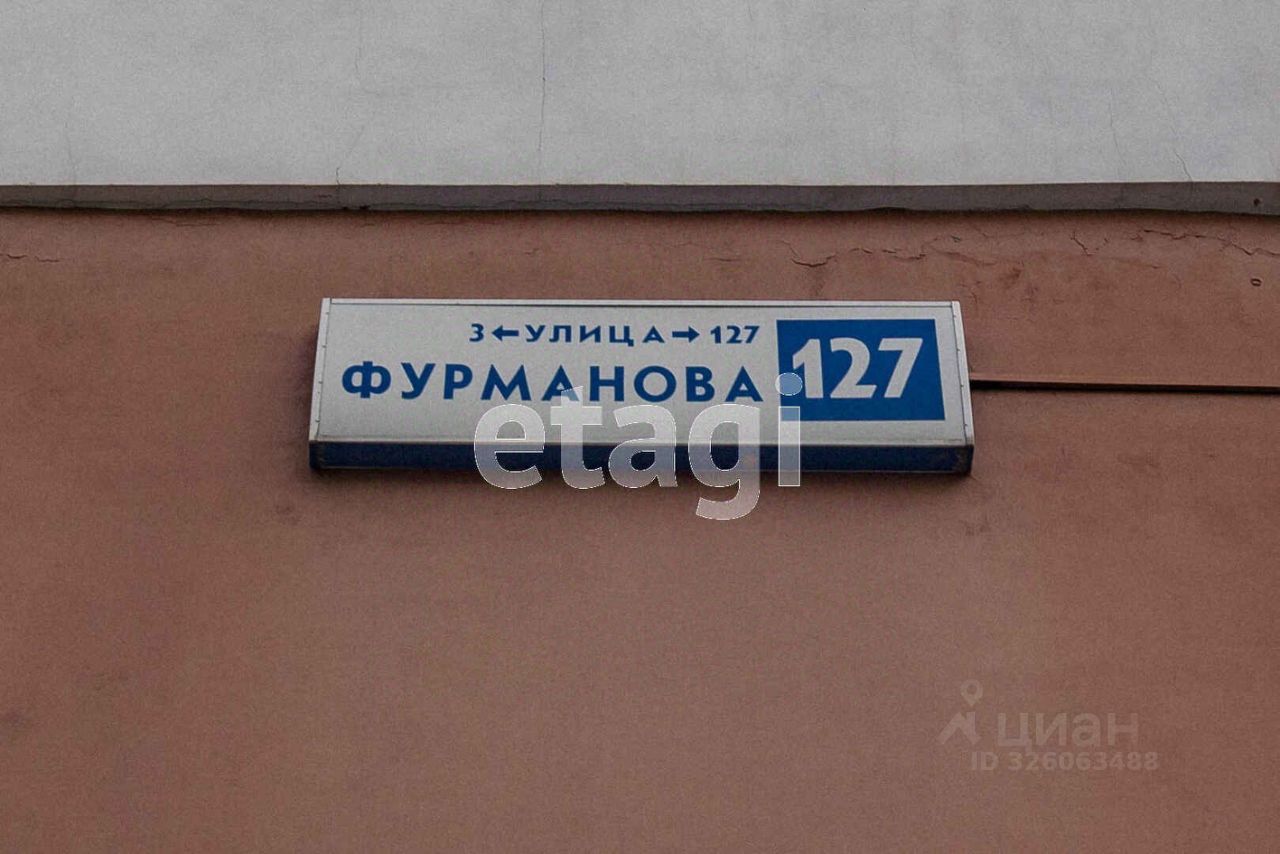 3←УЛИЦА→127
ФУРМАНОВА
127
etagi
циан
ID 326063488